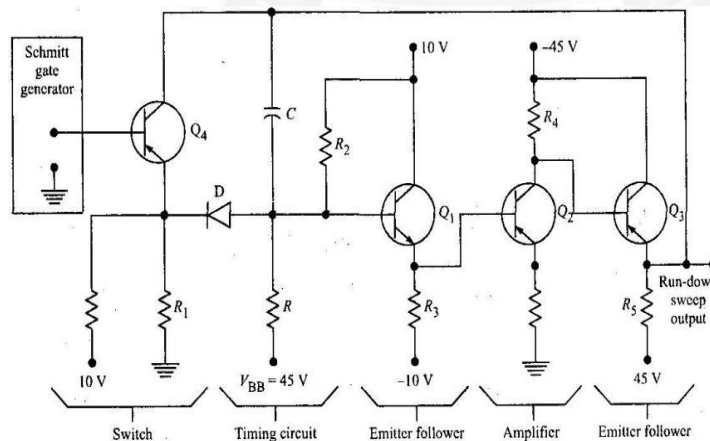 Schmitt
gate
generator
Q4
C
D
R2
10 V
Q1
-45 V
R4
Q2
Q3
R1
R
R3
R5
Run-down
sweep
output
10 V
VBB = 45 V
-10 V
45 V
Switch
Timing circuit
Emitter follower
Amplifier
Emitter follower